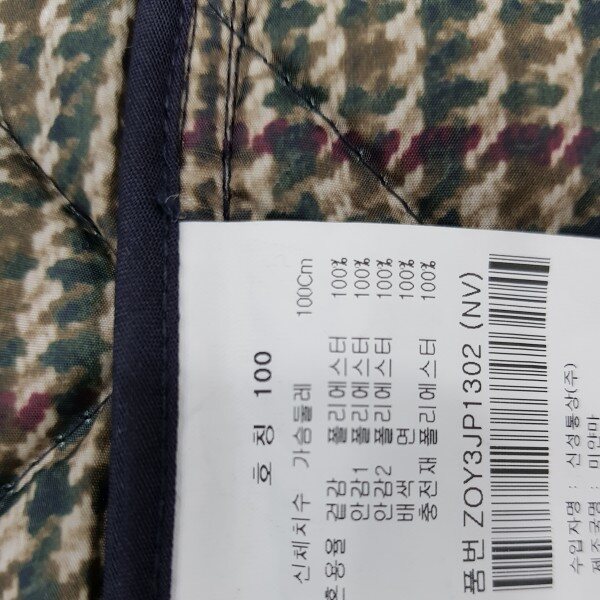 호칭 100
신체치수 가슴둘레 100Cm
혼용율 겉감 폴리에스터 100%
안감1 폴리에스터 100%
안감2 폴리에스터 100%
배색 면 100%
충전재 폴리에스터 100%
품번 ZOY3JP1302 (NV)
수입자명 : 신성통상(주)
제조국명 : 미얀마